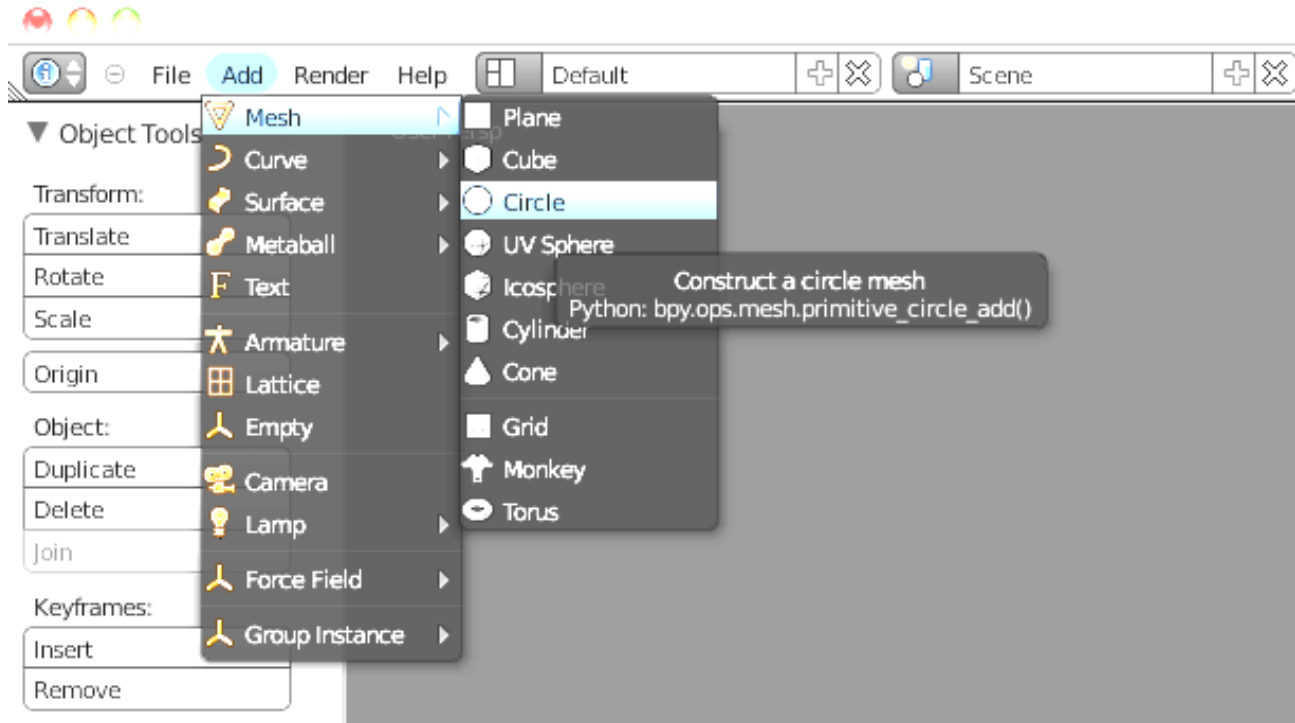 File Add Render Help Default Scene
Object Tools
Transform:
Translate
Rotate
Scale
Origin
Object:
Duplicate
Delete
Join
Keyframes:
Insert
Remove
Mesh
Curve
Surface
Metaball
F Text
Armature
Lattice
Empty
Camera
Lamp
Force Field
Group Instance
User Persp
Plane
Cube
Circle
UV Sphere
Icosphere
Cylinder
Cone
Grid
Monkey
Torus
Construct a circle mesh
Python: bpy.ops.mesh.primitive_circle_add()